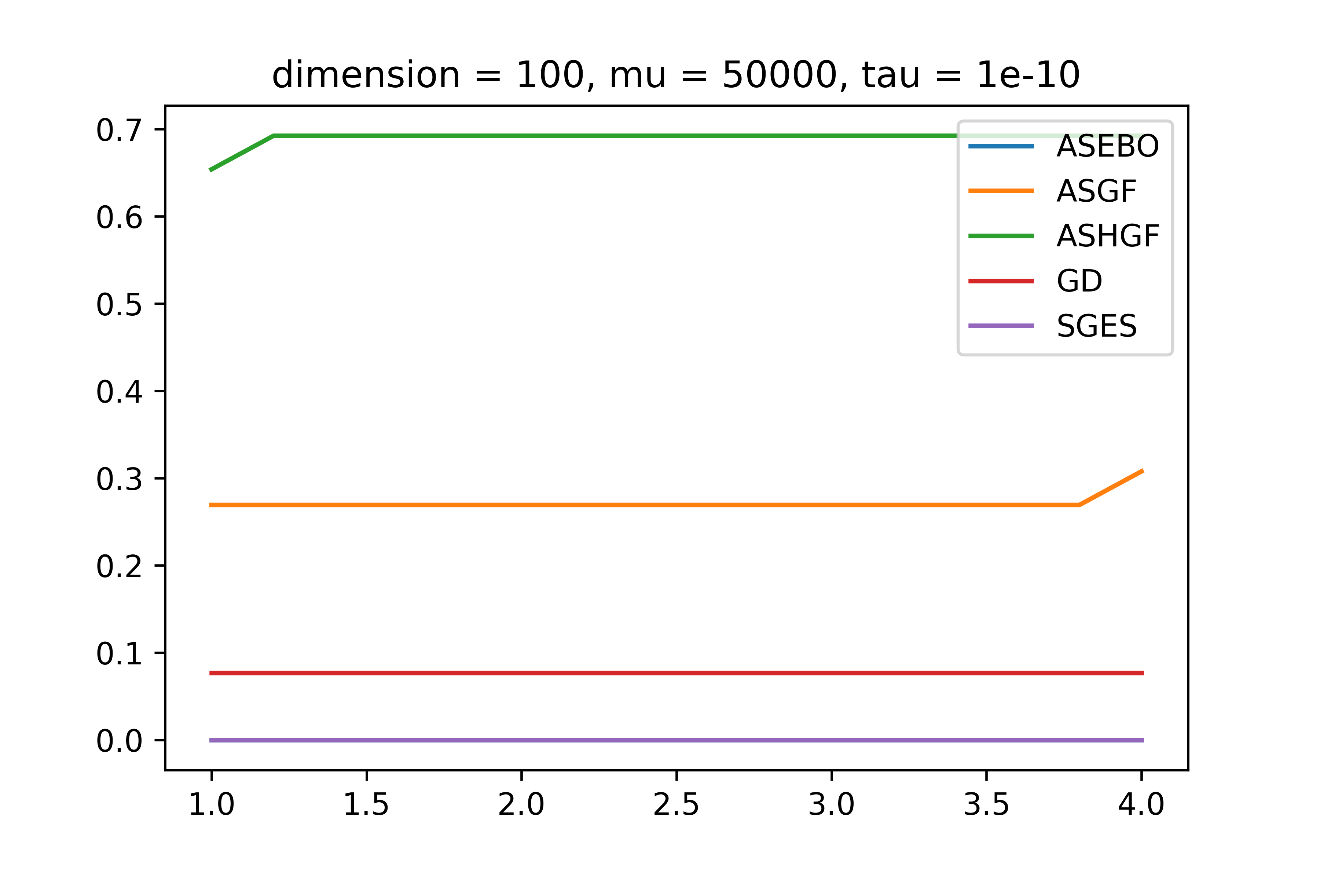 dimension = 100, mu = 50000, tau = 1e-10
0.7
0.6
0.5
0.4
0.3
0.2
0.1
0.0
1.0 1.5 2.0 2.5 3.0 3.5 4.0
ASEBO
ASGF
ASHGF
GD
SGES